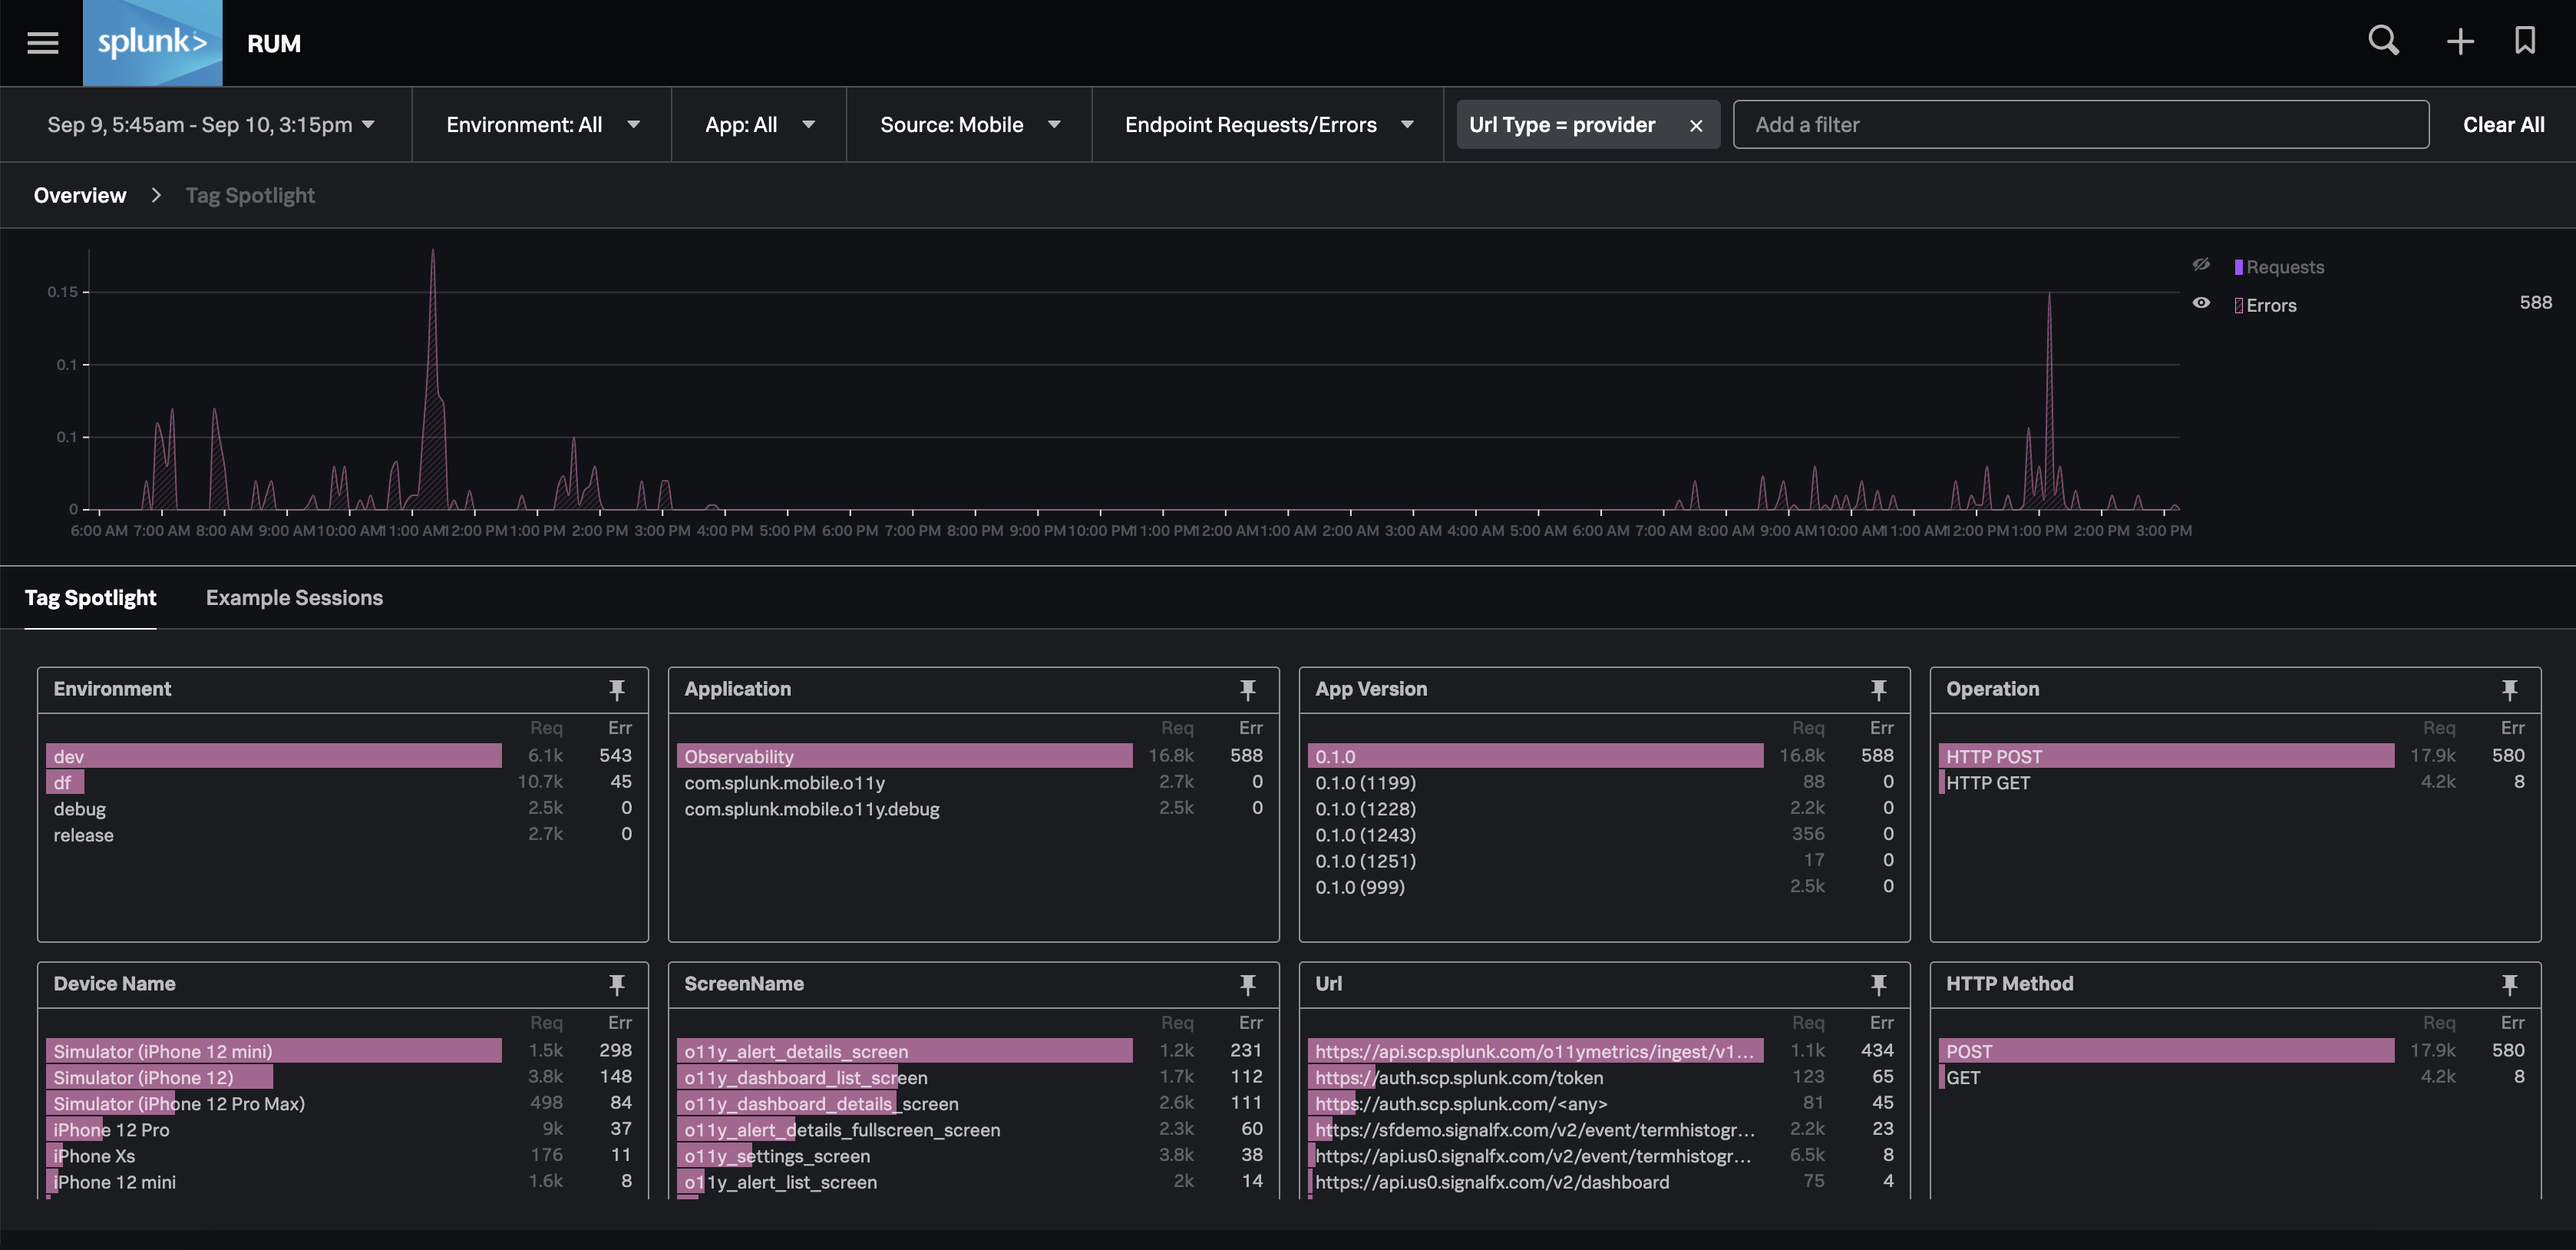 splunk> RUM
Sep 9, 5:45am - Sep 10, 3:15pm Environment: All App: All Source: Mobile Endpoint Requests/Errors Url Type = provider × Add a filter Clear All
Overview > Tag Spotlight
0.15
0.1
0.1
0
6:00 AM 7:00 AM 8:00 AM 9:00 AM 10:00 AM 11:00 AM 12:00 PM 1:00 PM 2:00 PM 3:00 PM 4:00 PM 5:00 PM 6:00 PM 7:00 PM 8:00 PM 9:00 PM 10:00 PM 11:00 PM 12:00 AM 1:00 AM 2:00 AM 3:00 AM 4:00 AM 5:00 AM 6:00 AM 7:00 AM 8:00 AM 9:00 AM 10:00 AM 11:00 AM 12:00 PM 1:00 PM 2:00 PM 3:00 PM
Requests
Errors 588
Tag Spotlight Example Sessions
Environment
Req Err
dev 6.1k 543
df 10.7k 45
debug 2.5k 0
release 2.7k 0
Application
Req Err
Observability 16.8k 588
com.splunk.mobile.o11y 2.7k 0
com.splunk.mobile.o11y.debug 2.5k 0
App Version
Req Err
0.1.0 16.8k 588
0.1.0 (1199) 88 0
0.1.0 (1228) 2.2k 0
0.1.0 (1243) 356 0
0.1.0 (1251) 17 0
0.1.0 (999) 2.5k 0
Operation
Req Err
HTTP POST 17.9k 580
HTTP GET 4.2k 8
Device Name
Req Err
Simulator (iPhone 12 mini) 1.5k 298
Simulator (iPhone 12) 3.8k 148
Simulator (iPhone 12 Pro Max) 498 84
iPhone 12 Pro 9k 37
iPhone Xs 176 11
iPhone 12 mini 1.6k 8
ScreenName
Req Err
o11y_alert_details_screen 1.2k 231
o11y_dashboard_list_screen 1.7k 112
o11y_dashboard_details_screen 2.6k 111
o11y_alert_details_fullscreen_screen 2.3k 60
o11y_settings_screen 3.8k 38
o11y_alert_list_screen 2k 14
Url
Req Err
https://api.scp.splunk.com/o11ymetrics/ingest/v1... 1.1k 434
https://auth.scp.splunk.com/token 123 65
https://auth.scp.splunk.com/<any> 81 45
https://sfdemo.signalfx.com/v2/event/termhistogr... 2.2k 23
https://api.us0.signalfx.com/v2/event/termhistogr... 6.5k 8
https://api.us0.signalfx.com/v2/dashboard 75 4
HTTP Method
Req Err
POST 17.9k 580
GET 4.2k 8